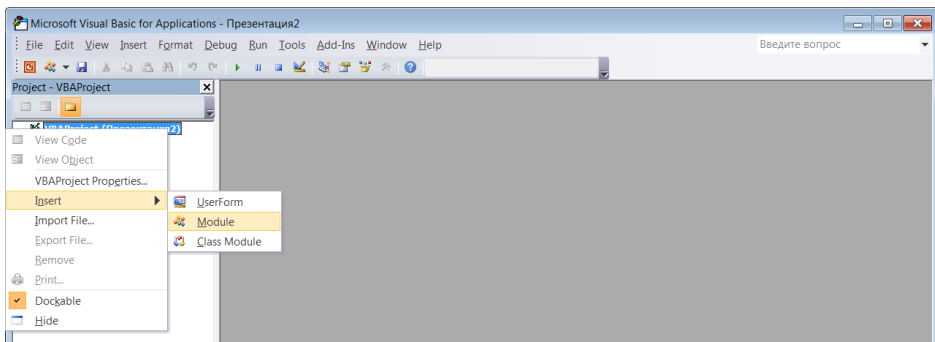 Microsoft Visual Basic for Applications - Презентация2
File Edit View Insert Format Debug Run Tools Add-Ins Window Help Введите вопрос
Project - VBAProject
VBAProject (Презентация2)
View Code
View Object
VBAProject Properties...
Insert UserForm
Import File... Module
Export File... Class Module
Remove
Print...
Dockable
Hide